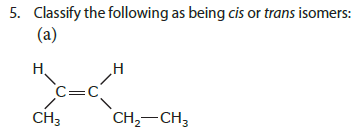 5. Classify the following as being cis or trans isomers:
(a)
H H
C=C
CH₃ CH₂—CH₃